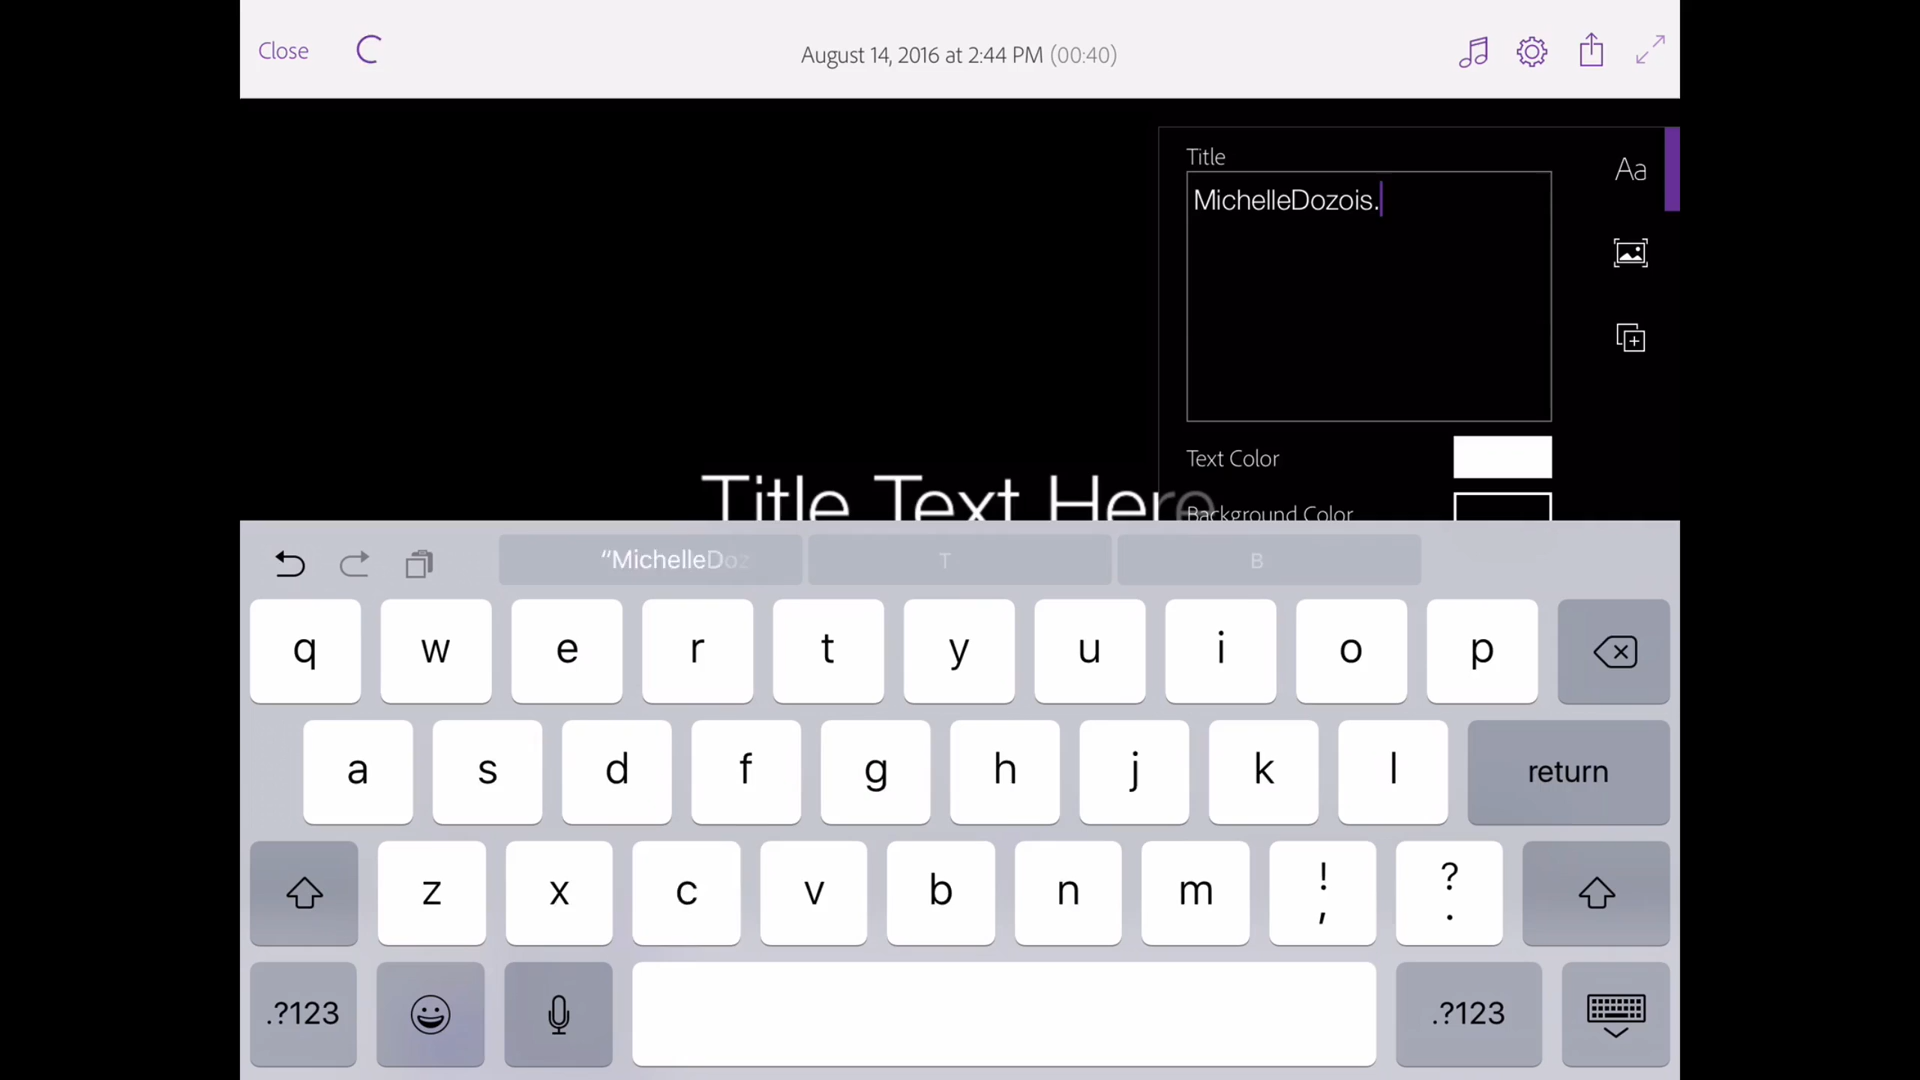 Close
August 14, 2016 at 2:44 PM (00:40)
Title
Aa
MichelleDozois.
Text Color
Title Text Here
Background Color
“MichelleDoz T B
q w e r t y u i o p
a s d f g h j k l return
z x c v b n m ! , ? .
.?123 .?123